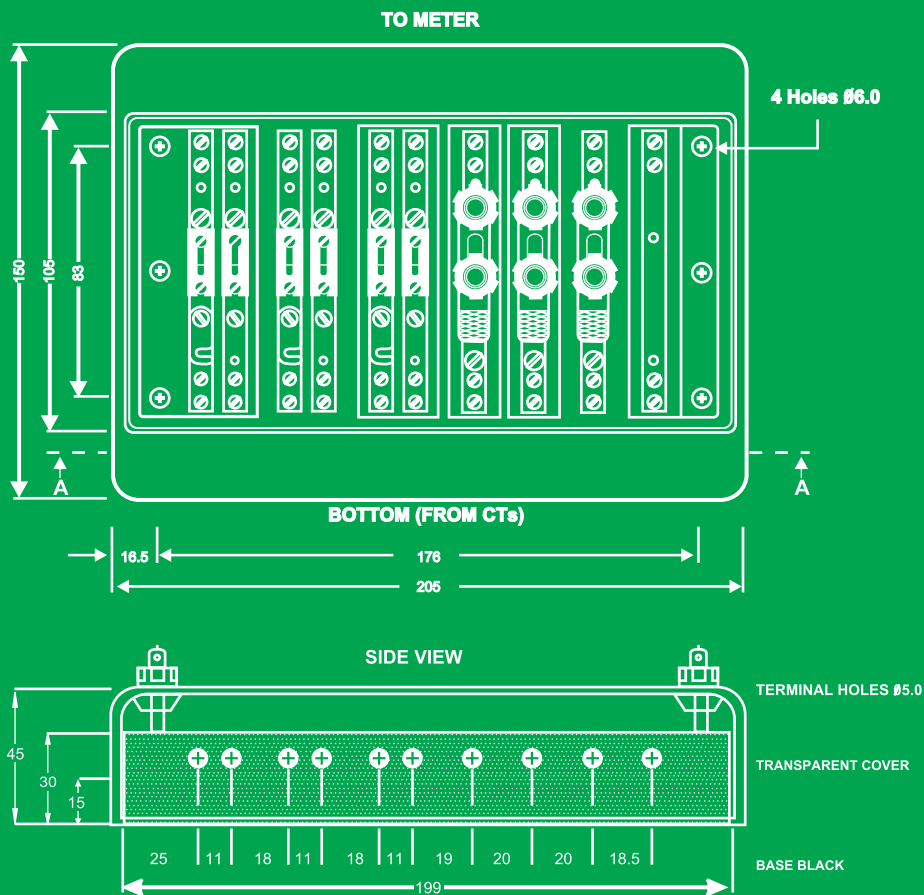 TO METER
4 Holes Ø6.0
150
105
83
A
A
BOTTOM (FROM CTs)
16.5
176
205
SIDE VIEW
TERMINAL HOLES Ø5.0
45
30
TRANSPARENT COVER
15
25
11
18
11
18
11
19
20
20
18.5
BASE BLACK
199